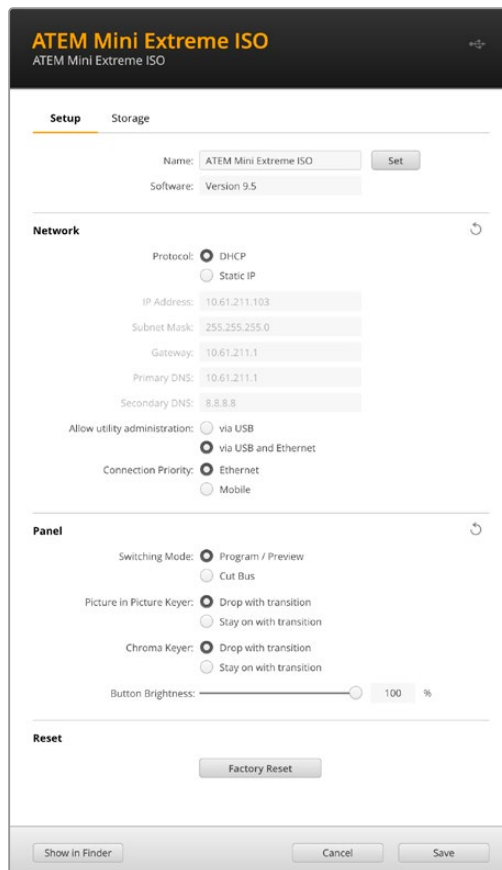 ATEM Mini Extreme ISO
ATEM Mini Extreme ISO
Setup Storage
Name: ATEM Mini Extreme ISO Set
Software: Version 9.5
Network
Protocol: DHCP
Static IP
IP Address: 10.61.211.103
Subnet Mask: 255.255.255.0
Gateway: 10.61.211.1
Primary DNS: 10.61.211.1
Secondary DNS: 8.8.8.8
Allow utility administration: via USB
via USB and Ethernet
Connection Priority: Ethernet
Mobile
Panel
Switching Mode: Program / Preview
Cut Bus
Picture in Picture Keyer: Drop with transition
Stay on with transition
Chroma Keyer: Drop with transition
Stay on with transition
Button Brightness: 100 %
Reset
Factory Reset
Show in Finder Cancel Save